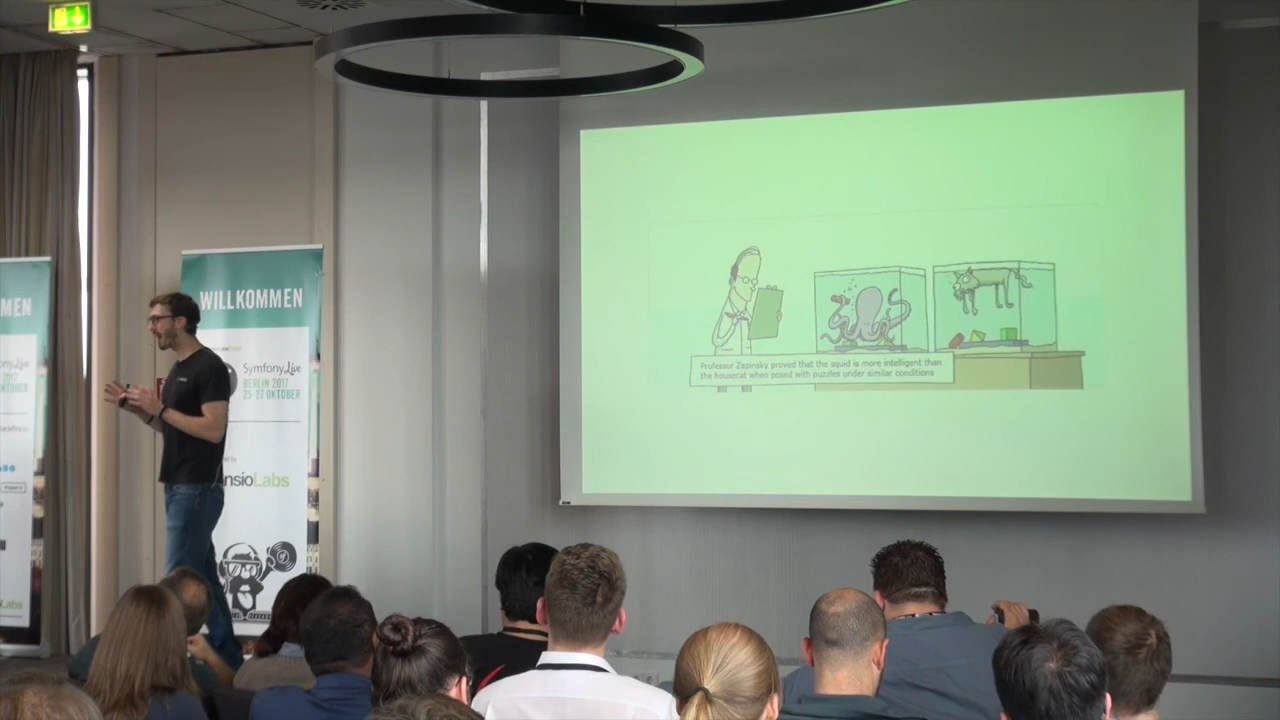 WILLKOMMEN
SymfonyLive
BERLIN 2017
25-27 OKTOBER
nsioLabs
MEN
Professor Zapinsky proved that the squid is more intelligent than
the housecat when posed with puzzles under similar conditions